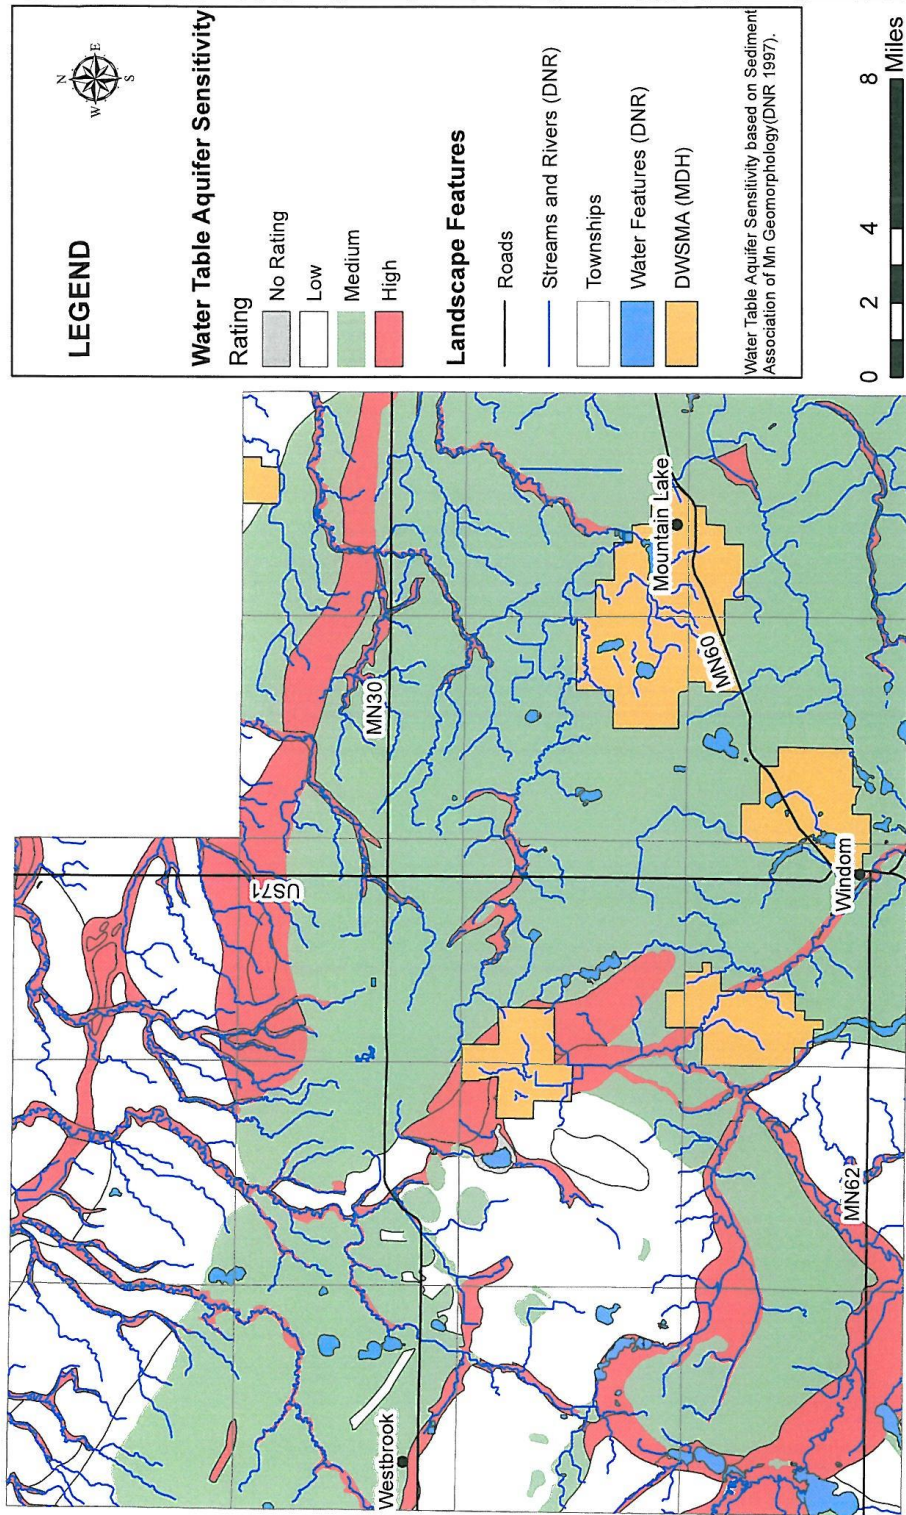 LEGEND
N
E
S
W
Water Table Aquifer Sensitivity
Rating
No Rating
Low
Medium
High
Landscape Features
Roads
Streams and Rivers (DNR)
Townships
Water Features (DNR)
DWSMA (MDH)
Water Table Aquifer Sensitivity based on Sediment
Association of Mn Geomorphology(DNR 1997).
0 2 4 8
Miles
US71
MN30
Westbrook
Mountain Lake
MN60
Windom
MN62